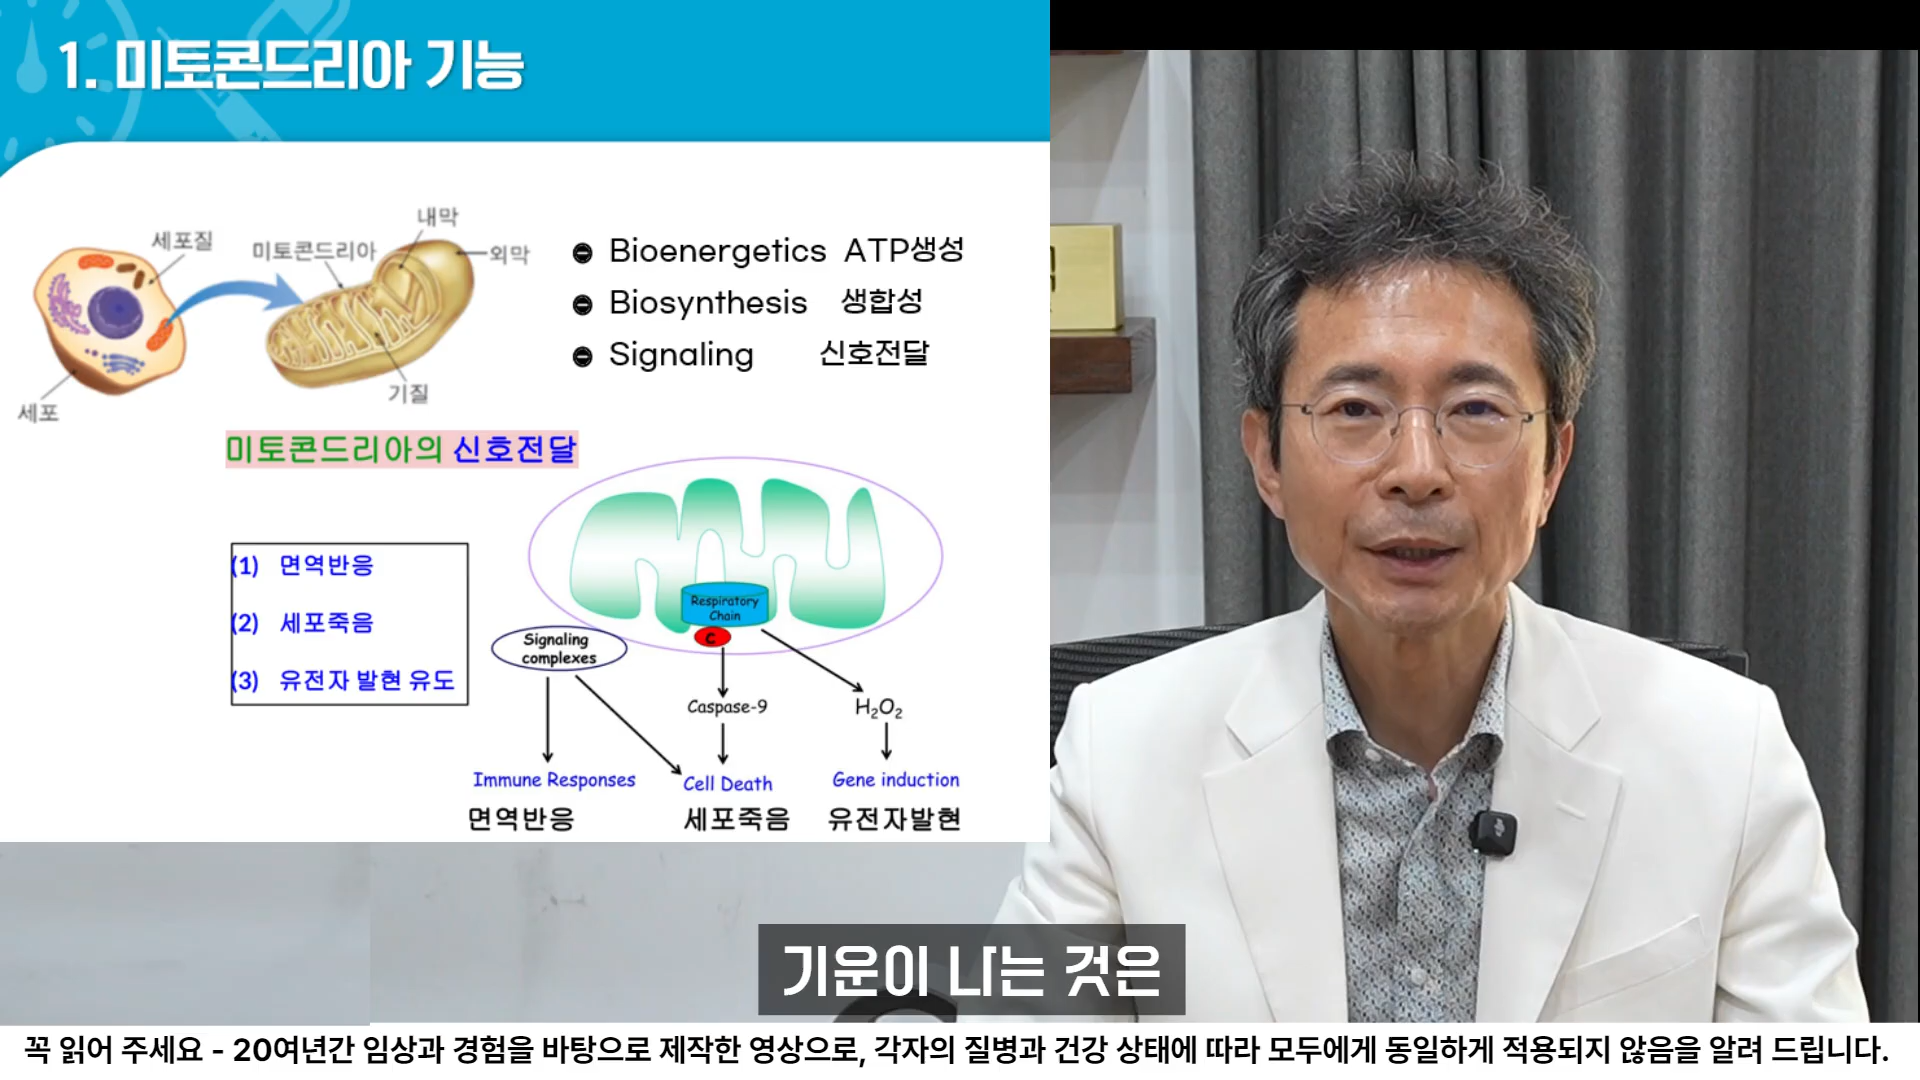 1. 미토콘드리아 기능
내막
세포질
미토콘드리아
외막
기질
세포
Bioenergetics ATP생성
Biosynthesis 생합성
Signaling 신호전달
미토콘드리아의 신호전달
(1) 면역반응
(2) 세포죽음
(3) 유전자 발현 유도
Respiratory
Chain
C
Signaling
complexes
Caspase-9
H₂O₂
Immune Responses
Cell Death
Gene induction
면역반응
세포죽음
유전자발현
기운이 나는 것은
꼭 읽어 주세요 - 20여년간 임상과 경험을 바탕으로 제작한 영상으로, 각자의 질병과 건강 상태에 따라 모두에게 동일하게 적용되지 않음을 알려 드립니다.